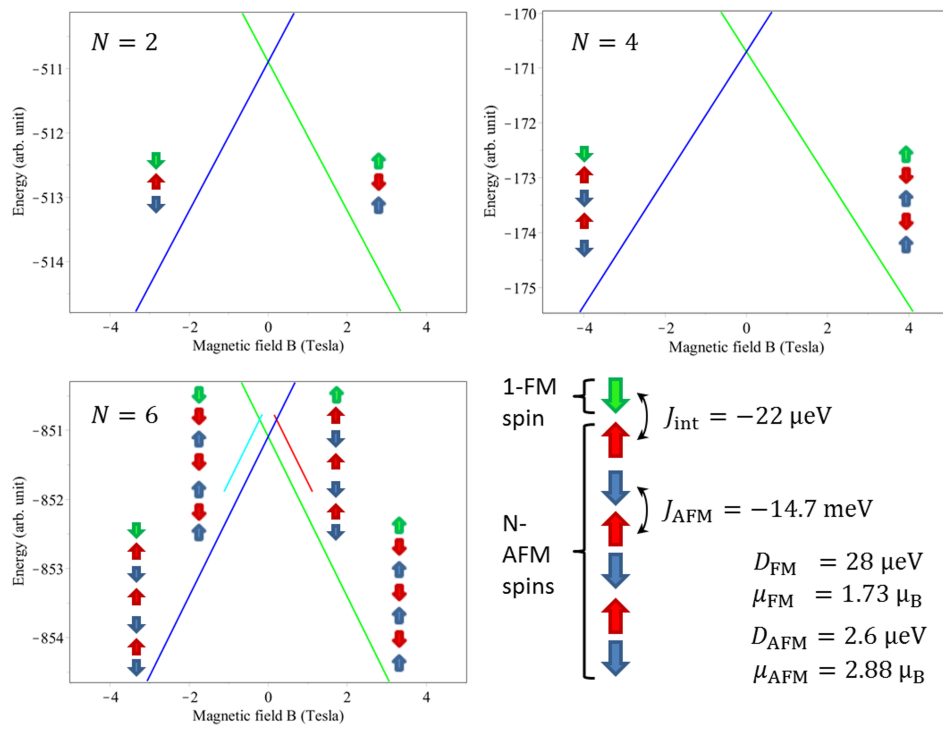 N = 2
Energy (arb. unit)
−511
−512
−513
−514
−4 −2 0 2 4
Magnetic field B (Tesla)
N = 4
Energy (arb. unit)
−170
−171
−172
−173
−174
−175
−4 −2 0 2 4
Magnetic field B (Tesla)
N = 6
Energy (arb. unit)
−851
−852
−853
−854
−4 −2 0 2 4
Magnetic field B (Tesla)
1-FM
spin
J_int = −22 μeV
N-
AFM
spins
J_AFM = −14.7 meV
D_FM = 28 μeV
μ_FM = 1.73 μ_B
D_AFM = 2.6 μeV
μ_AFM = 2.88 μ_B